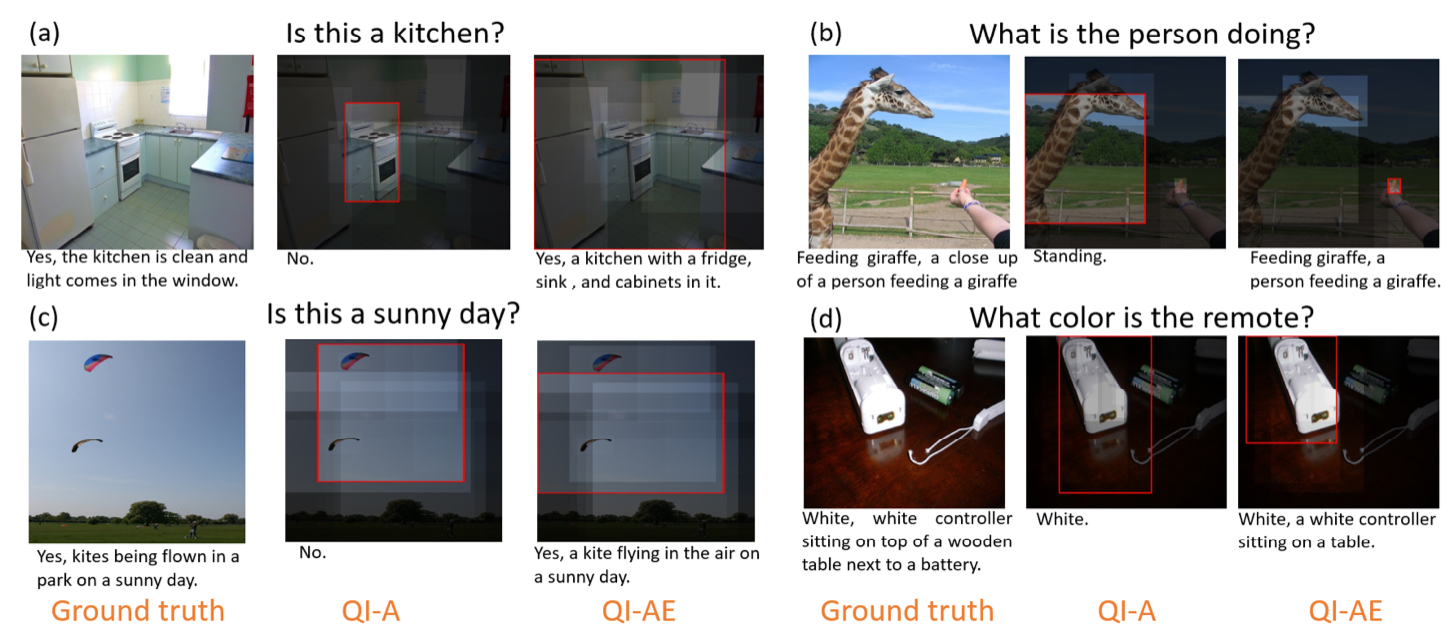 (a)
Is this a kitchen?
Yes, the kitchen is clean and
light comes in the window.
No.
Yes, a kitchen with a fridge,
sink , and cabinets in it.
(b)
What is the person doing?
Feeding giraffe, a close up
of a person feeding a giraffe
Standing.
Feeding giraffe, a
person feeding a giraffe.
(c)
Is this a sunny day?
Yes, kites being flown in a
park on a sunny day.
No.
Yes, a kite flying in the air on
a sunny day.
(d)
What color is the remote?
White, white controller
sitting on top of a wooden
table next to a battery.
White.
White, a white controller
sitting on a table.
Ground truth
QI-A
QI-AE
Ground truth
QI-A
QI-AE